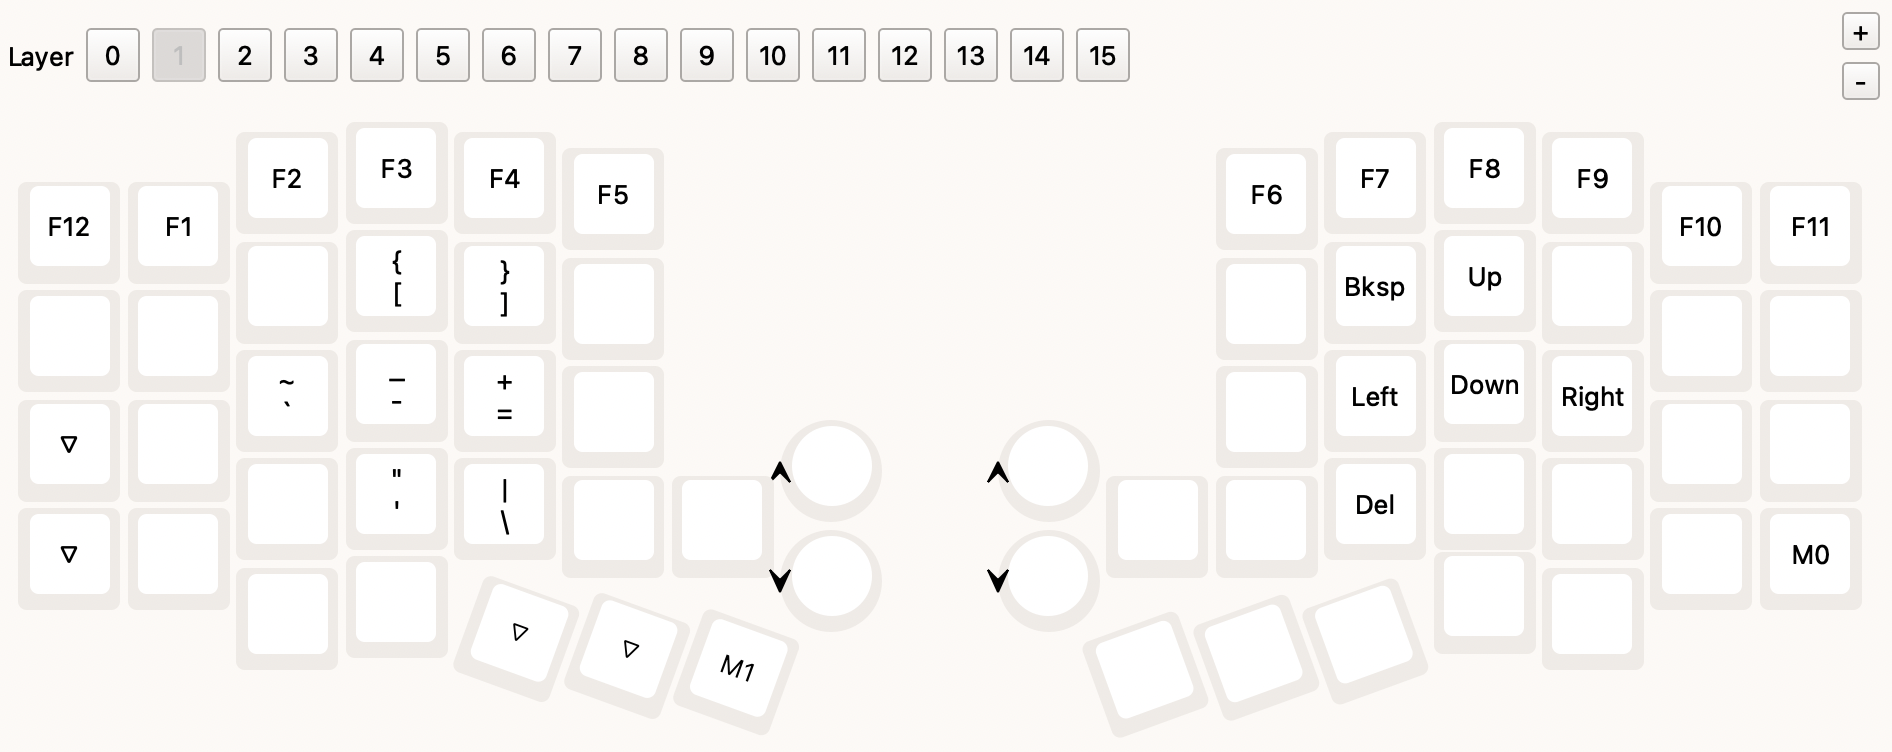 Layer 0 1 2 3 4 5 6 7 8 9 10 11 12 13 14 15
+
-
F12 F1 F2 F3 F4 F5 F6 F7 F8 F9 F10 F11
{
[
}
]
Bksp Up
~
`
_
-
+
=
Left Down Right
"
'
|
\
Del
M0
M1